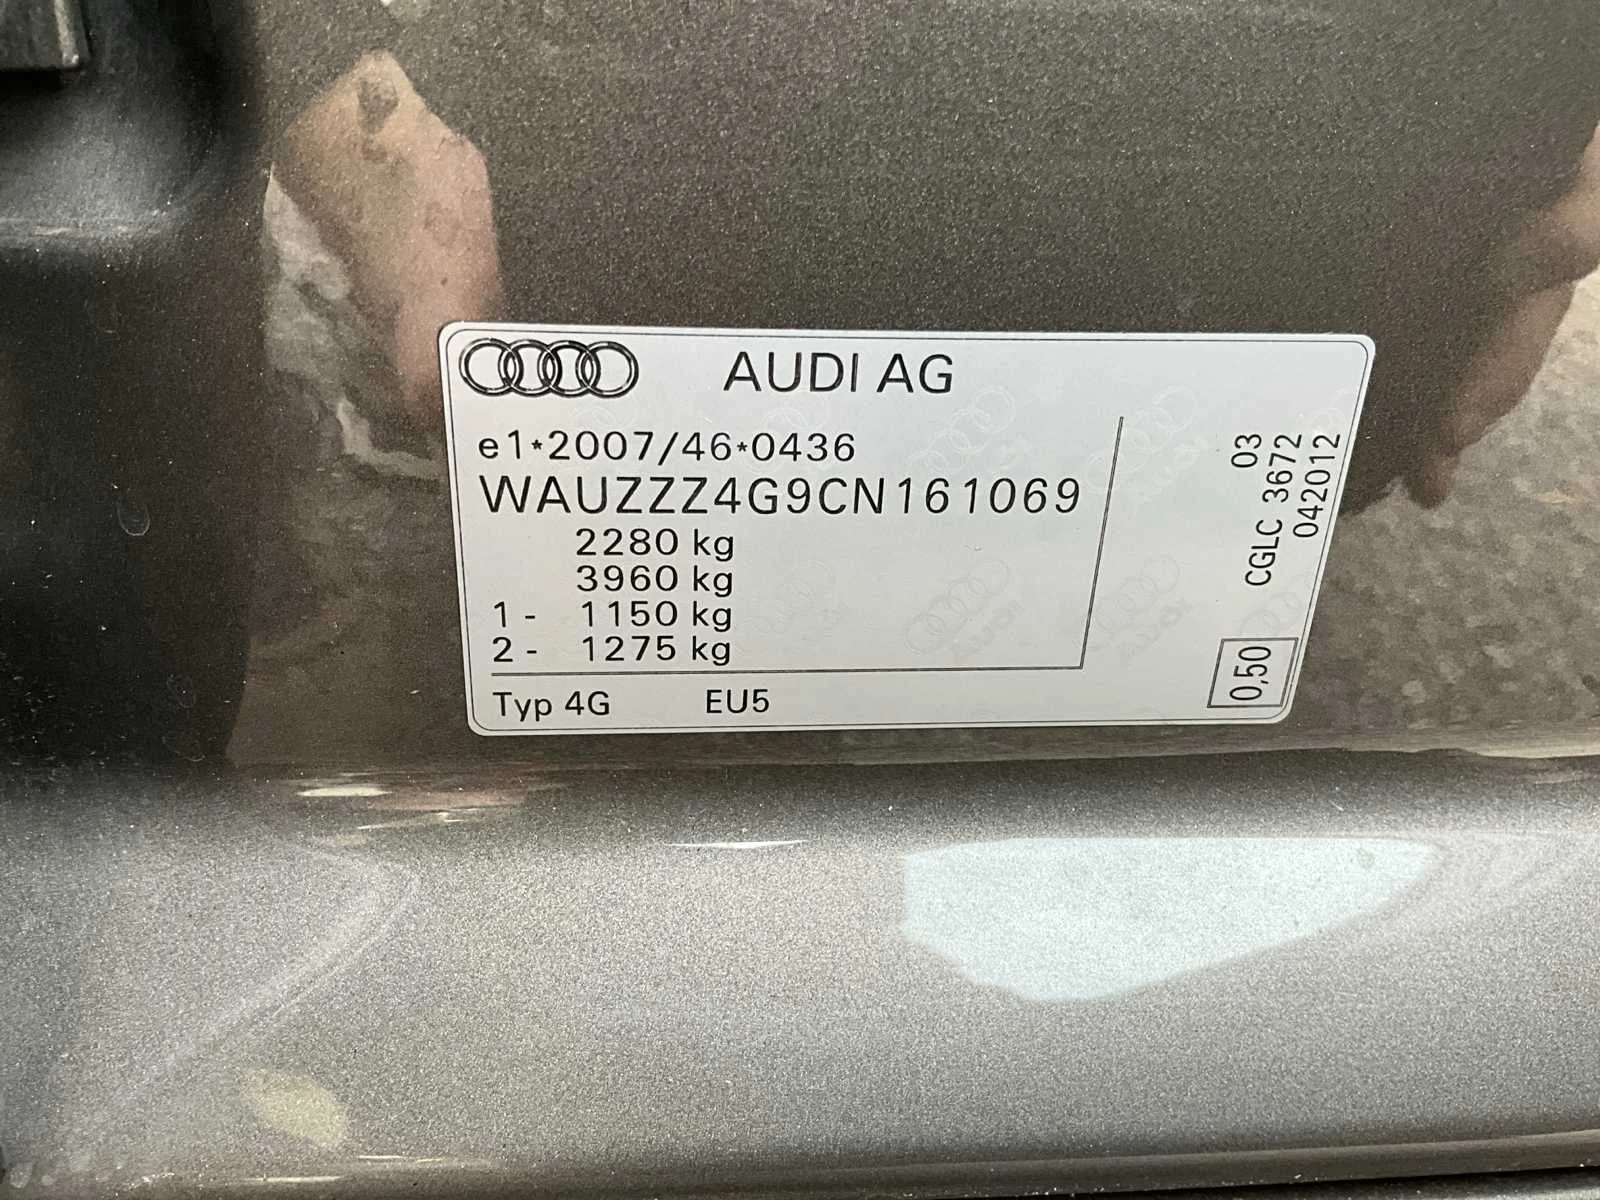 AUDI AG
e1*2007/46*0436
WAUZZZ4G9CN161069
2280 kg
3960 kg
1 - 1150 kg
2 - 1275 kg
Typ 4G EU5
03
CGLC 3672
042012
0,50